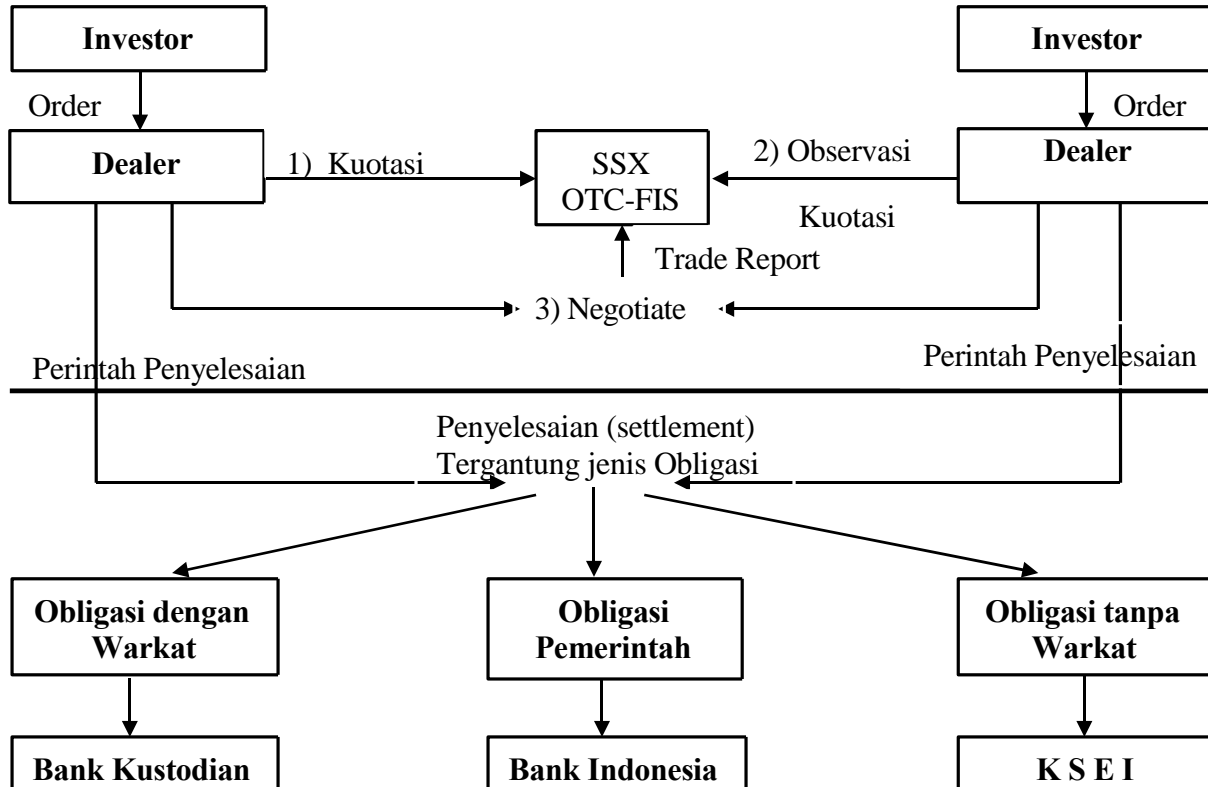 Investor
Investor
Order
Order
Dealer
1) Kuotasi
SSX
OTC-FIS
2) Observasi
Kuotasi
Dealer
Trade Report
3) Negotiate
Perintah Penyelesaian
Perintah Penyelesaian
Penyelesaian (settlement)
Tergantung jenis Obligasi
Obligasi dengan
Warkat
Obligasi
Pemerintah
Obligasi tanpa
Warkat
Bank Kustodian
Bank Indonesia
K S E I